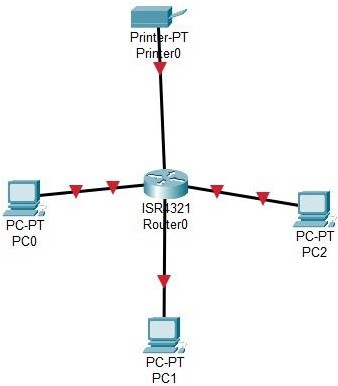 Printer-PT
Printer0
PC-PT
PC0
ISR4321
Router0
PC-PT
PC2
PC-PT
PC1